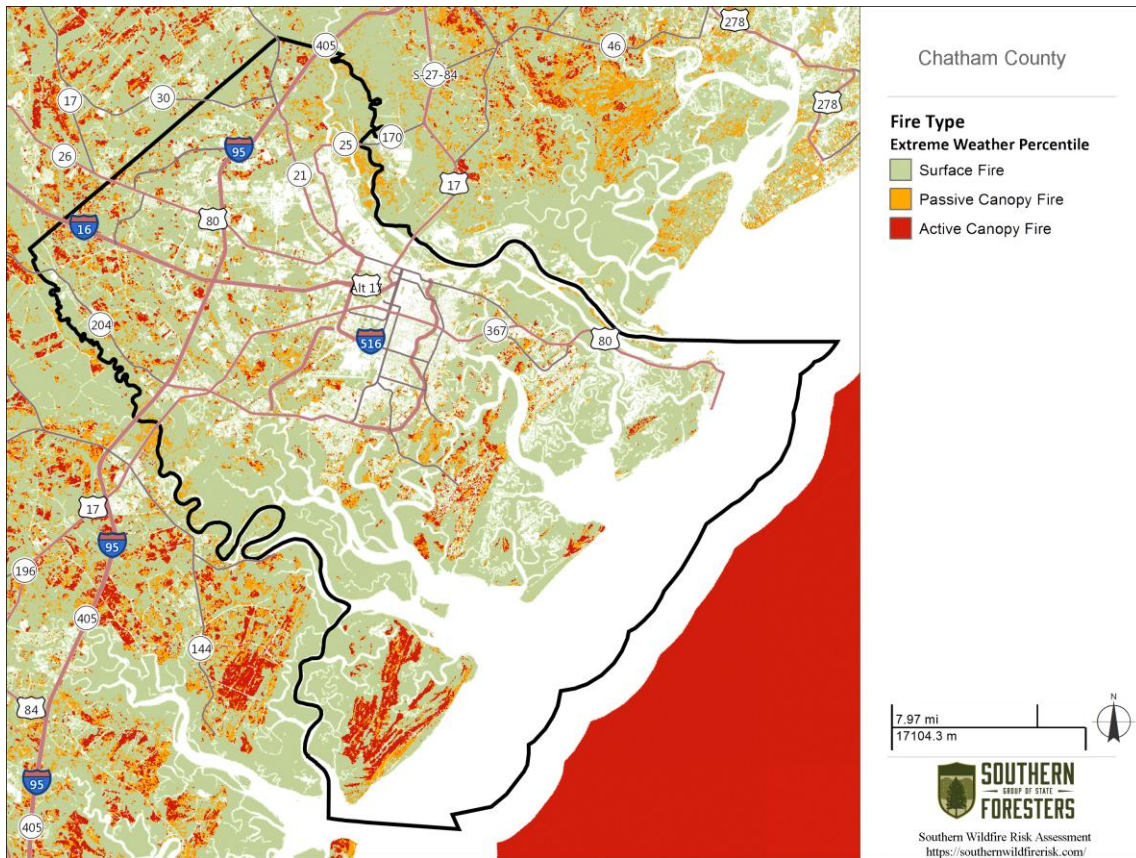 405
46
278
S-27-84
17
30
278
26
95
25
170
21
17
80
16
Alt 17
204
516
367
80
17
95
196
405
144
84
95
405
Chatham County
Fire Type
Extreme Weather Percentile
Surface Fire
Passive Canopy Fire
Active Canopy Fire
7.97 mi
17104.3 m
N
SOUTHERN
GROUP OF STATE
FORESTERS
Southern Wildfire Risk Assessment
https://southernwildfirerisk.com/